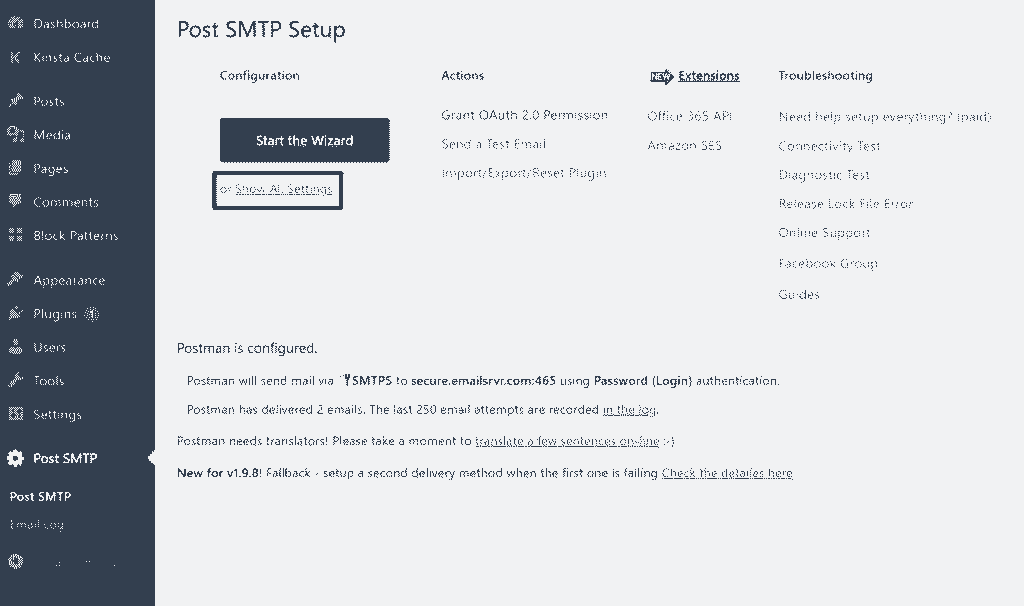 Dashboard
Kinsta Cache
Posts
Media
Pages
Comments
Block Patterns
Appearance
Plugins 1
Users
Tools
Settings
Post SMTP
Post SMTP
Email Log
Post SMTP Setup
Configuration
Start the Wizard
or Show All Settings
Actions
Grant OAuth 2.0 Permission
Send a Test Email
Import/Export/Reset Plugin
NEW Extensions
Office 365 API
Amazon SES
Troubleshooting
Need help setup everything? (paid)
Connectivity Test
Diagnostic Test
Release Lock File Error
Online Support
Facebook Group
Guides
Postman is configured.
Postman will send mail via SMTPS to secure.emailsrvr.com:465 using Password (Login) authentication.
Postman has delivered 2 emails. The last 250 email attempts are recorded in the log.
Postman needs translators! Please take a moment to translate a few sentences on-line :-)
New for v1.9.8! Fallback - setup a second delivery method when the first one is failing Check the detailes here